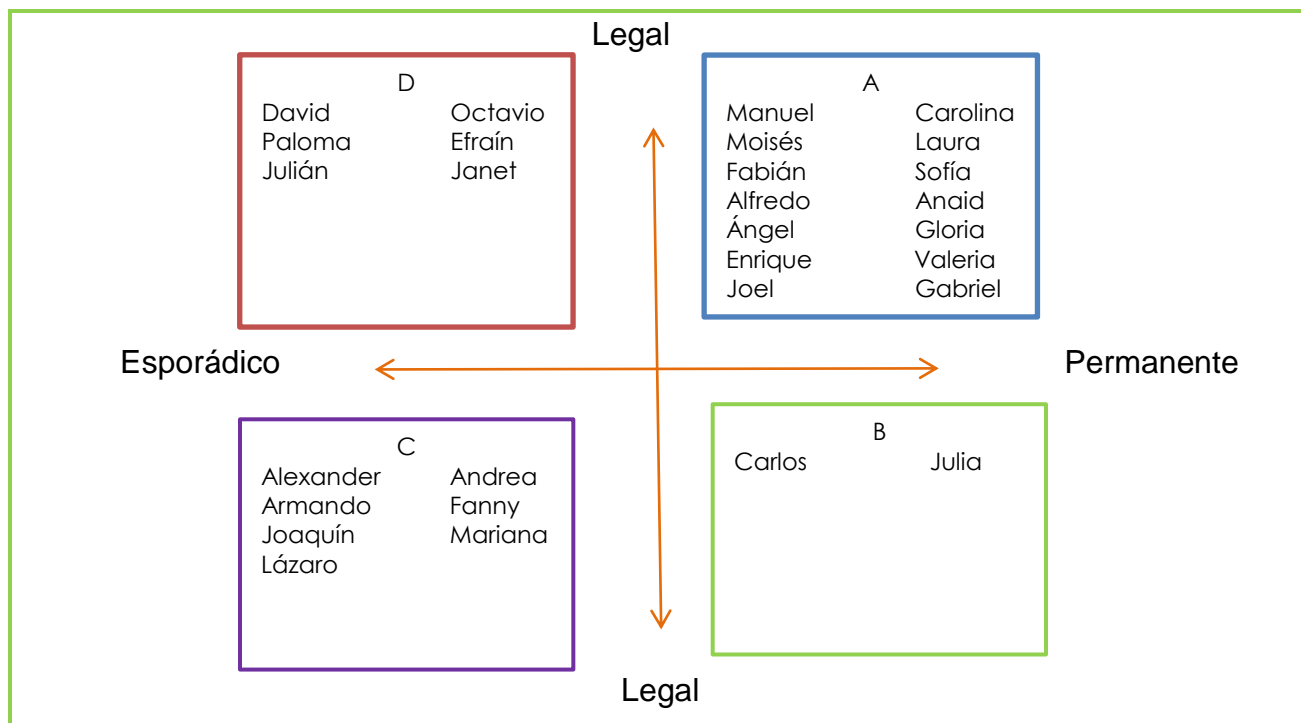 Legal
D
David Octavio
Paloma Efraín
Julián Janet
A
Manuel Carolina
Moisés Laura
Fabián Sofía
Alfredo Anaid
Ángel Gloria
Enrique Valeria
Joel Gabriel
Esporádico
Permanente
C
Alexander Andrea
Armando Fanny
Joaquín Mariana
Lázaro
B
Carlos Julia
Legal